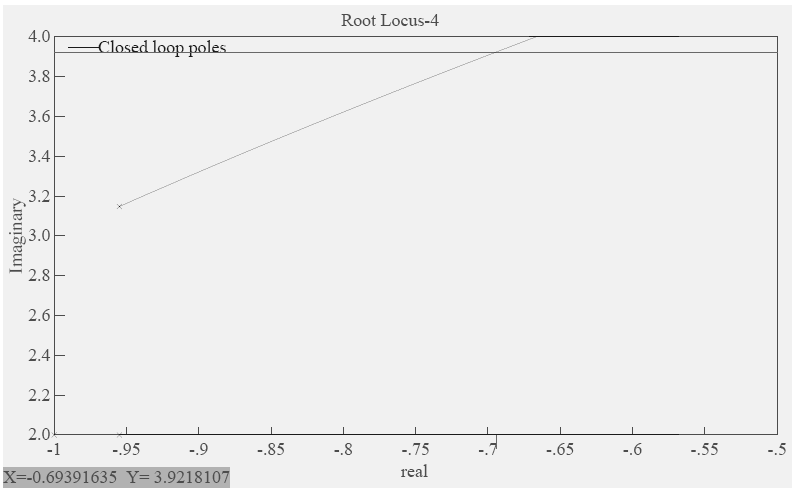 Root Locus-4
Closed loop poles
4.0
3.8
3.6
3.4
3.2
3.0
2.8
2.6
2.4
2.2
2.0
Imaginary
-1 -.95 -.9 -.85 -.8 -.75 -.7 -.65 -.6 -.55 -.5
real
X=-0.69391635 Y= 3.9218107